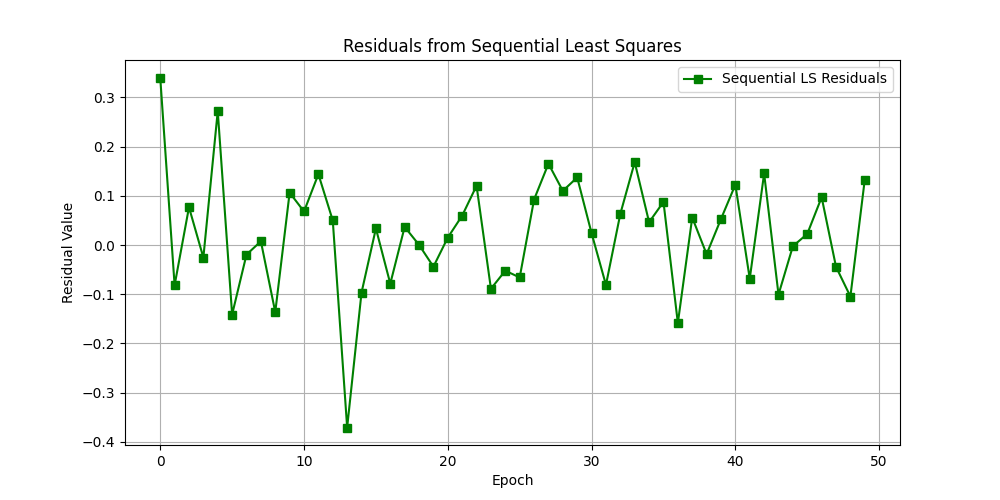 Residuals from Sequential Least Squares
Sequential LS Residuals
0.3
0.2
0.1
0.0
−0.1
−0.2
−0.3
−0.4
Residual Value
0 10 20 30 40 50
Epoch